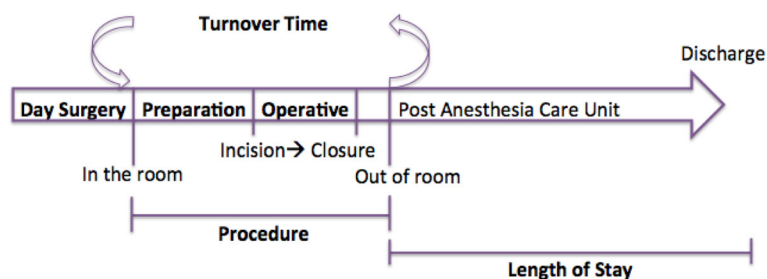 Turnover Time
Discharge
Day Surgery Preparation Operative Post Anesthesia Care Unit
Incision→ Closure
In the room Out of room
Procedure
Length of Stay